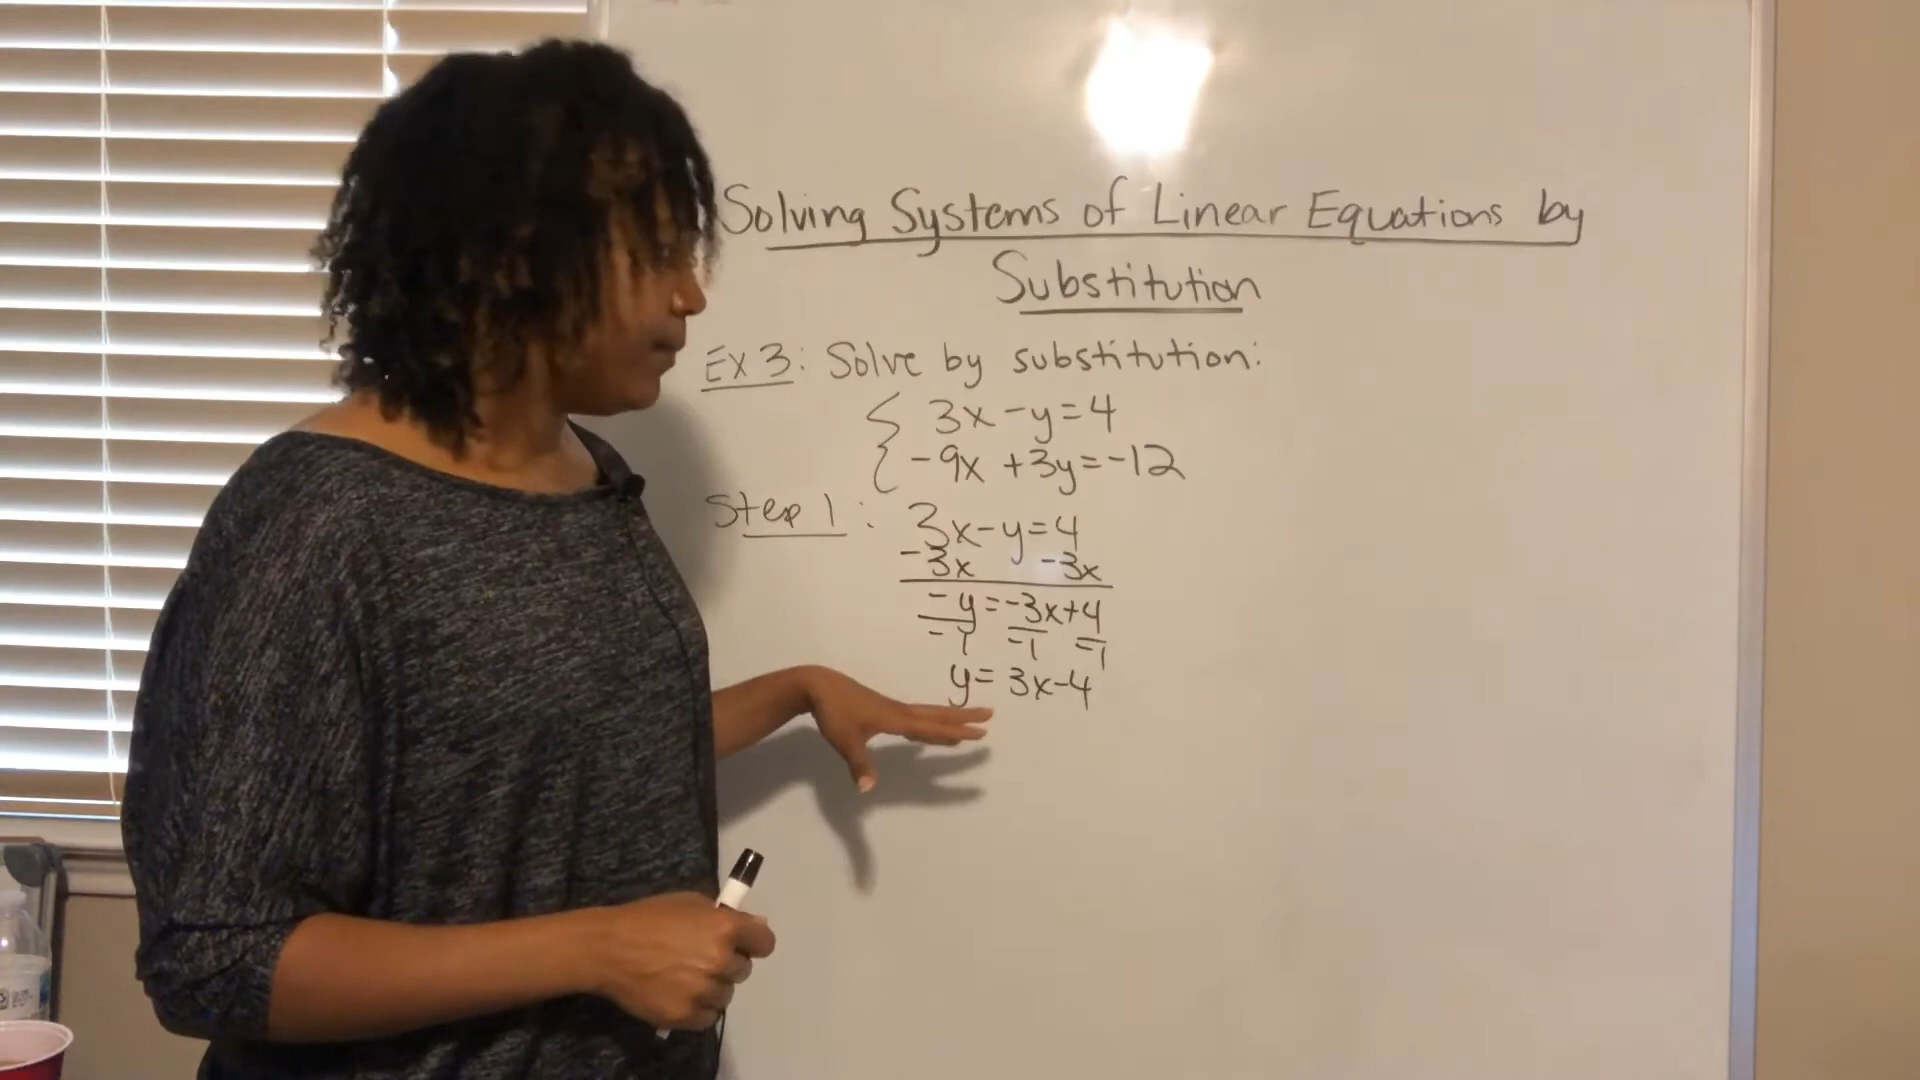 Solving Systems of Linear Equations by
Substitution
Ex 3: Solve by substitution:
3x - y = 4
-9x + 3y = -12
Step 1: 3x - y = 4
-3x -3x
-y = -3x + 4
-1 -1 -1
y = 3x - 4